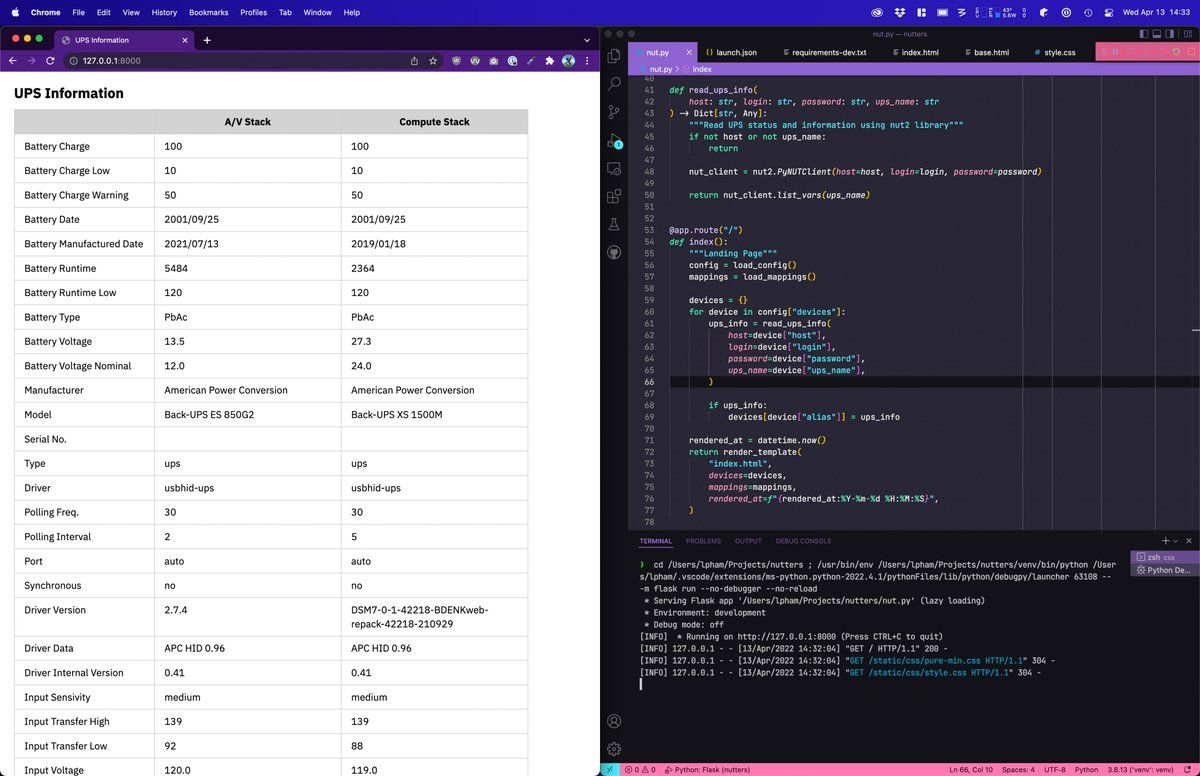 Chrome File Edit View History Bookmarks Profiles Tab Window Help
Wed Apr 13 14:33
UPS Information
127.0.0.1:8000
UPS Information
A/V Stack Compute Stack
Battery Charge 100 100
Battery Charge Low 10 10
Battery Charge Warning 50 50
Battery Date 2001/09/25 2001/09/25
Battery Manufactured Date 2021/07/13 2019/01/18
Battery Runtime 5484 2364
Battery Runtime Low 120 120
Battery Type PbAc PbAc
Battery Voltage 13.5 27.3
Battery Voltage Nominal 12.0 24.0
Manufacturer American Power Conversion American Power Conversion
Model Back-UPS ES 850G2 Back-UPS XS 1500M
Serial No.
Type ups ups
Driver usbhid-ups usbhid-ups
Polling Freq. 30 30
Polling Interval 2 5
Port auto auto
Synchronous no no
Driver Version 2.7.4 DSM7-0-1-42218-BDENKweb-
repack-42218-210929
Driver Data APC HID 0.96 APC HID 0.96
Driver Internal Version 0.41 0.41
Input Sensivity medium medium
Input Transfer High 139 139
Input Transfer Low 92 88
Input Voltage 120.0 119.0
nut.py — nutters
nut.py launch.json requirements-dev.txt index.html base.html style.css
nut.py > index
40
41 def read_ups_info(
42 host: str, login: str, password: str, ups_name: str
43 ) -> Dict[str, Any]:
44 """Read UPS status and information using nut2 library"""
45 if not host or not ups_name:
46 return
47
48 nut_client = nut2.PyNUTClient(host=host, login=login, password=password)
49
50 return nut_client.list_vars(ups_name)
51
52
53 @app.route("/")
54 def index():
55 """Landing Page"""
56 config = load_config()
57 mappings = load_mappings()
58
59 devices = {}
60 for device in config["devices"]:
61 ups_info = read_ups_info(
62 host=device["host"],
63 login=device["login"],
64 password=device["password"],
65 ups_name=device["ups_name"],
66 )
67
68 if ups_info:
69 devices[device["alias"]] = ups_info
70
71 rendered_at = datetime.now()
72 return render_template(
73 "index.html",
74 devices=devices,
75 mappings=mappings,
76 rendered_at=f"{rendered_at:%Y-%m-%d %H:%M:%S}",
77 )
78
TERMINAL PROBLEMS OUTPUT DEBUG CONSOLE
zsh css
Python De...
cd /Users/lpham/Projects/nutters ; /usr/bin/env /Users/lpham/Projects/nutters/venv/bin/python /User
s/lpham/.vscode/extensions/ms-python.python-2022.4.1/pythonFiles/lib/python/debugpy/launcher 63108 --
-m flask run --no-debugger --no-reload
* Serving Flask app '/Users/lpham/Projects/nutters/nut.py' (lazy loading)
* Environment: development
* Debug mode: off
[INFO] * Running on http://127.0.0.1:8000 (Press CTRL+C to quit)
[INFO] 127.0.0.1 - - [13/Apr/2022 14:32:04] "GET / HTTP/1.1" 200 -
[INFO] 127.0.0.1 - - [13/Apr/2022 14:32:04] "GET /static/css/pure-min.css HTTP/1.1" 304 -
[INFO] 127.0.0.1 - - [13/Apr/2022 14:32:04] "GET /static/css/style.css HTTP/1.1" 304 -
0 0 Python: Flask (nutters) Ln 66, Col 10 Spaces: 4 UTF-8 Python 3.8.13 ('venv': venv)